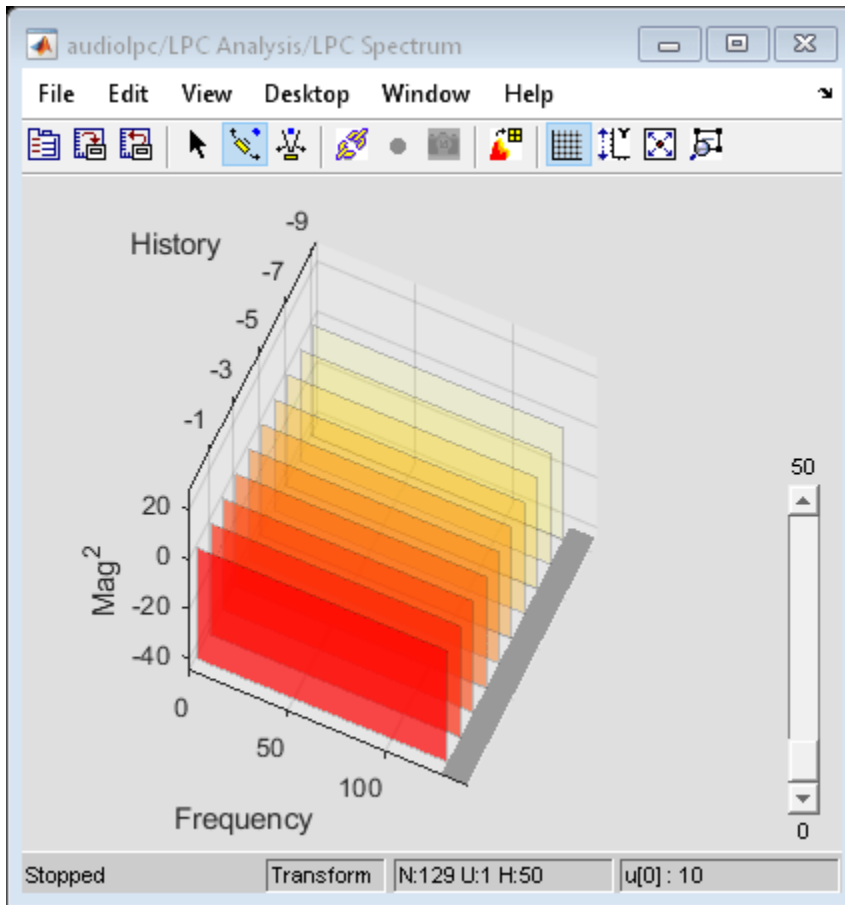 audiolpc/LPC Analysis/LPC Spectrum
File Edit View Desktop Window Help
History
-9
-7
-5
-3
-1
20
0
-20
-40
Mag2
0
50
100
Frequency
50
0
Stopped Transform N:129 U:1 H:50 u[0] : 10